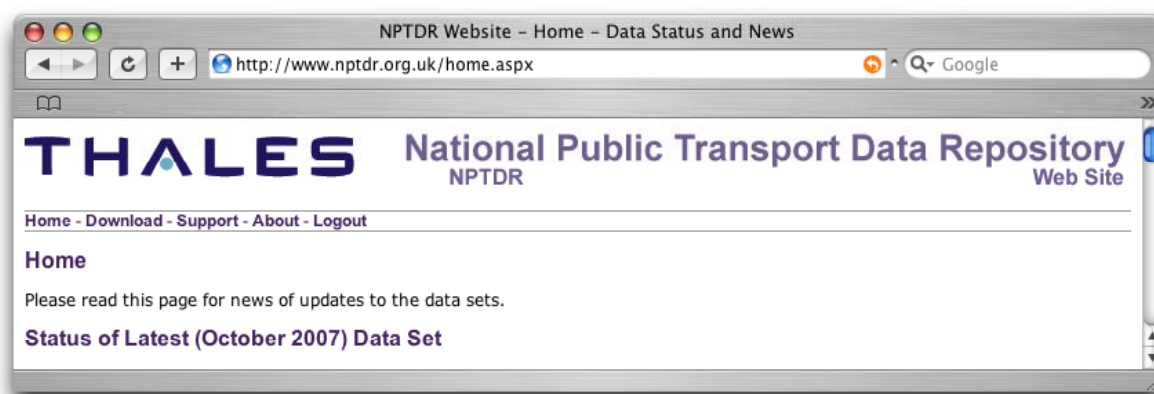 NPTDR Website – Home – Data Status and News
http://www.nptdr.org.uk/home.aspx
Google
THALES
National Public Transport Data Repository
NPTDR Web Site
Home - Download - Support - About - Logout
Home
Please read this page for news of updates to the data sets.
Status of Latest (October 2007) Data Set